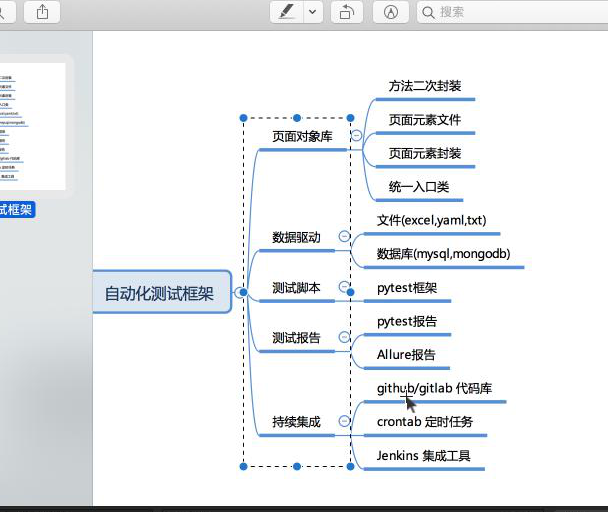 搜索
试框架
自动化测试框架
页面对象库
方法二次封装
页面元素文件
页面元素封装
统一入口类
数据驱动
文件(excel,yaml,txt)
数据库(mysql,mongodb)
测试脚本
pytest框架
测试报告
pytest报告
Allure报告
持续集成
github/gitlab 代码库
crontab 定时任务
Jenkins 集成工具